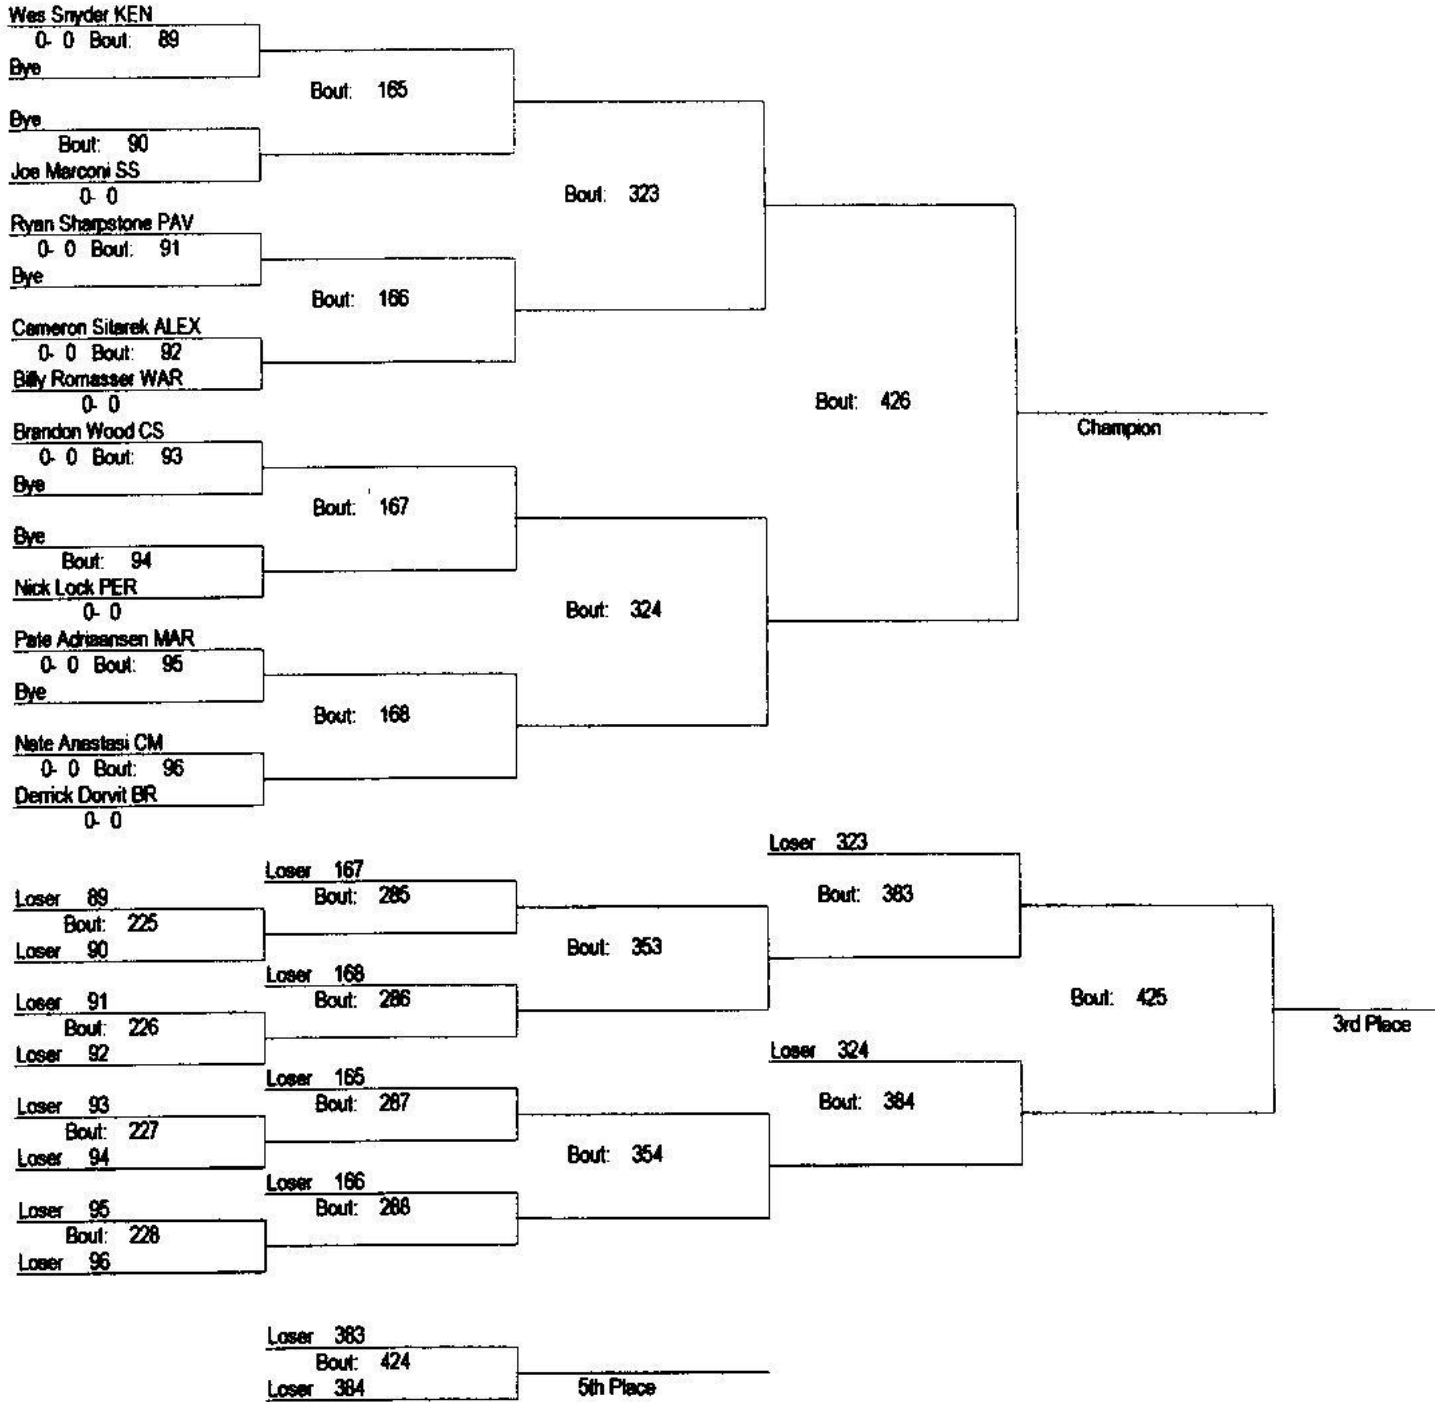 Wes Snyder KEN
0- 0 Bout: 89
Bye
Bout: 165
Bye
Bout: 90
Joe Marconi SS
0- 0
Bout: 323
Ryan Sharpstone PAV
0- 0 Bout: 91
Bye
Bout: 166
Cameron Sitarek ALEX
0- 0 Bout: 92
Billy Romasser WAR
0- 0
Bout: 426
Champion
Brandon Wood CS
0- 0 Bout: 93
Bye
Bout: 167
Bye
Bout: 94
Nick Lock PER
0- 0
Bout: 324
Pate Adriaansen MAR
0- 0 Bout: 95
Bye
Bout: 168
Nate Anastasi CM
0- 0 Bout: 96
Derrick Dorvit BR
0- 0
Loser 323
Bout: 383
Loser 167
Bout: 285
Loser 89
Bout: 225
Loser 90
Bout: 353
Loser 168
Bout: 286
Loser 91
Bout: 226
Loser 92
Bout: 425
3rd Place
Loser 324
Bout: 384
Loser 165
Bout: 287
Loser 93
Bout: 227
Loser 94
Bout: 354
Loser 166
Bout: 288
Loser 95
Bout: 228
Loser 96
Loser 383
Bout: 424
Loser 384
5th Place